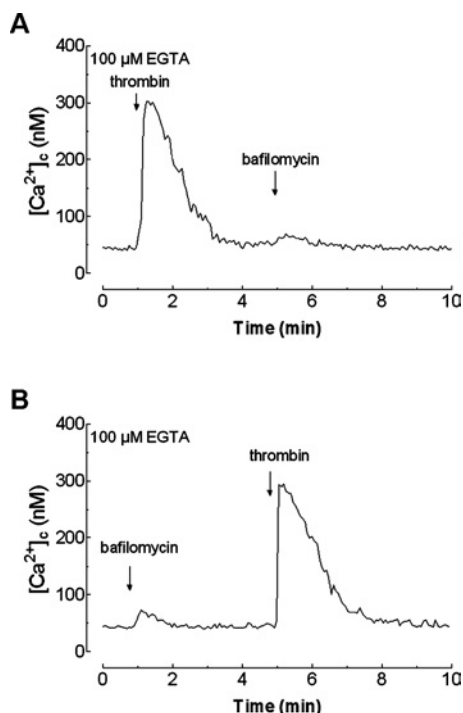 A
400
300
200
100
0
[Ca²⁺]c (nM)
100 µM EGTA
thrombin
bafilomycin
0 2 4 6 8 10
Time (min)
B
400
300
200
100
0
[Ca²⁺]c (nM)
100 µM EGTA
thrombin
bafilomycin
0 2 4 6 8 10
Time (min)